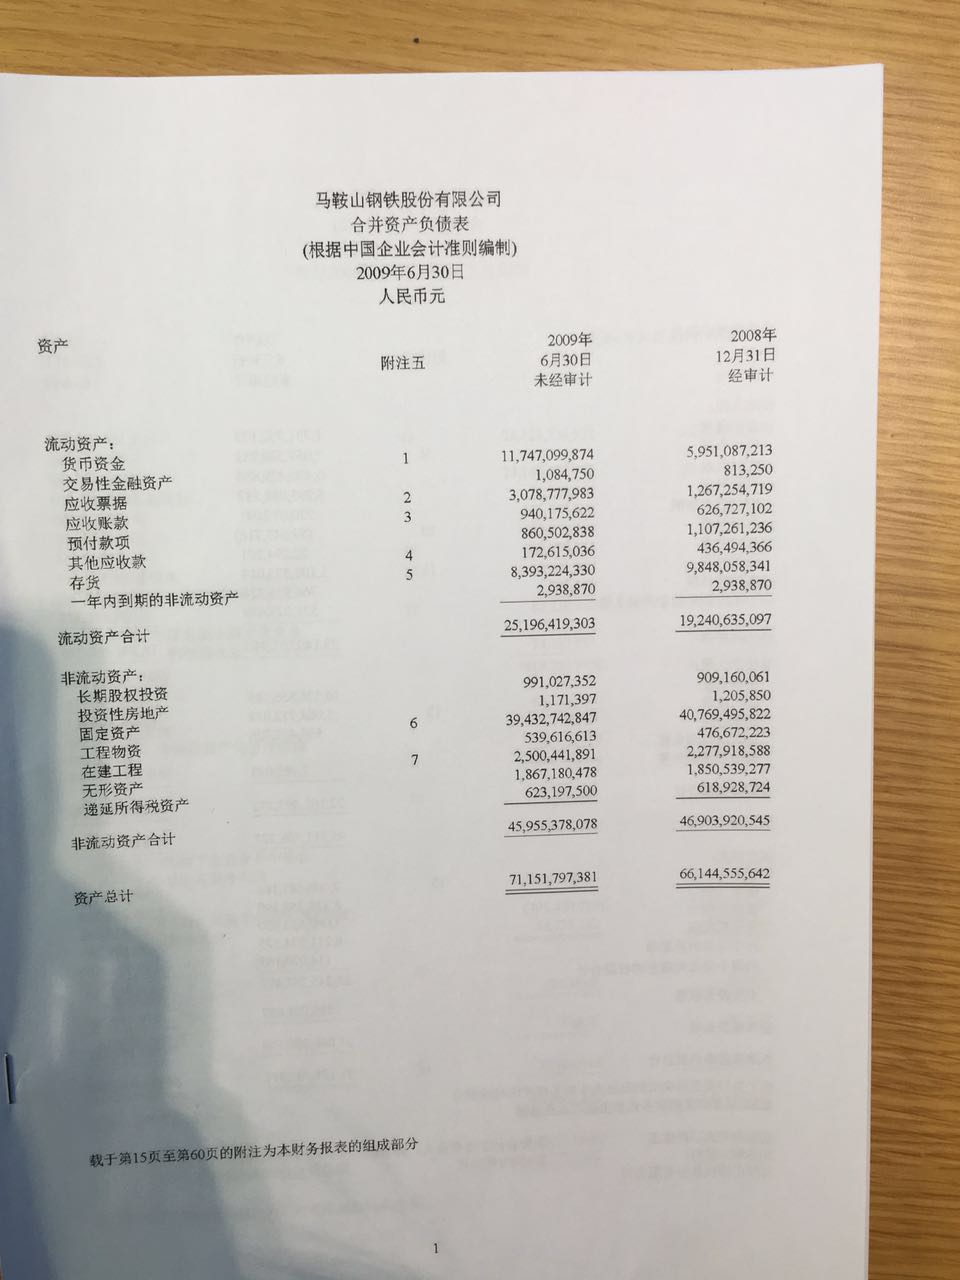 马鞍山钢铁股份有限公司
合并资产负债表
(根据中国企业会计准则编制)
2009年6月30日
人民币元
资产 附注五 2009年 2008年
6月30日 12月31日
未经审计 经审计
流动资产：
货币资金 1 11,747,099,874 5,951,087,213
交易性金融资产 1,084,750 813,250
应收票据 2 3,078,777,983 1,267,254,719
应收账款 3 940,175,622 626,727,102
预付款项 860,502,838 1,107,261,236
其他应收款 4 172,615,036 436,494,366
存货 5 8,393,224,330 9,848,058,341
一年内到期的非流动资产 2,938,870 2,938,870
流动资产合计 25,196,419,303 19,240,635,097
非流动资产：
长期股权投资 991,027,352 909,160,061
投资性房地产 1,171,397 1,205,850
固定资产 6 39,432,742,847 40,769,495,822
工程物资 539,616,613 476,672,223
在建工程 7 2,500,441,891 2,277,918,588
无形资产 1,867,180,478 1,850,539,277
递延所得税资产 623,197,500 618,928,724
非流动资产合计 45,955,378,078 46,903,920,545
资产总计 71,151,797,381 66,144,555,642
载于第15页至第60页的附注为本财务报表的组成部分
1